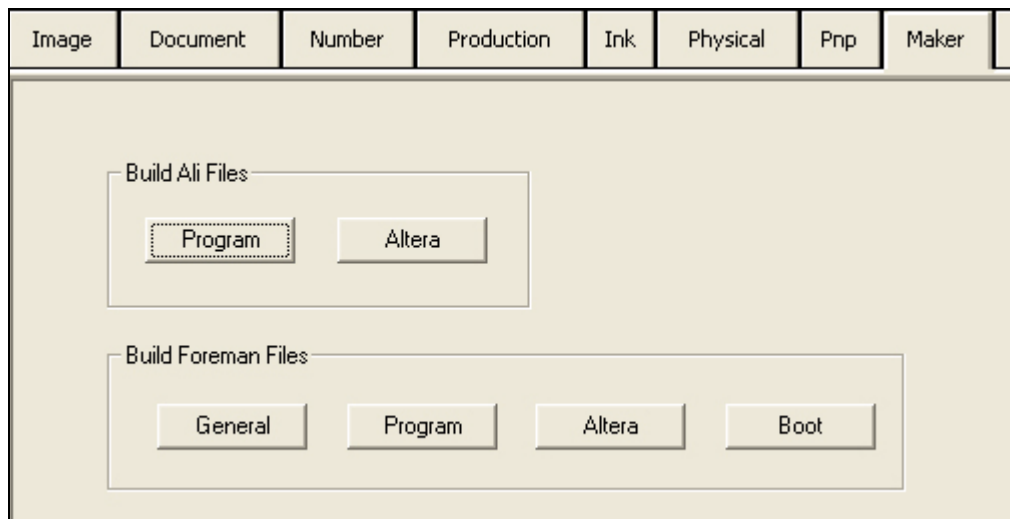 Image Document Number Production Ink Physical Pnp Maker
Build Ali Files
Program Altera
Build Foreman Files
General Program Altera Boot